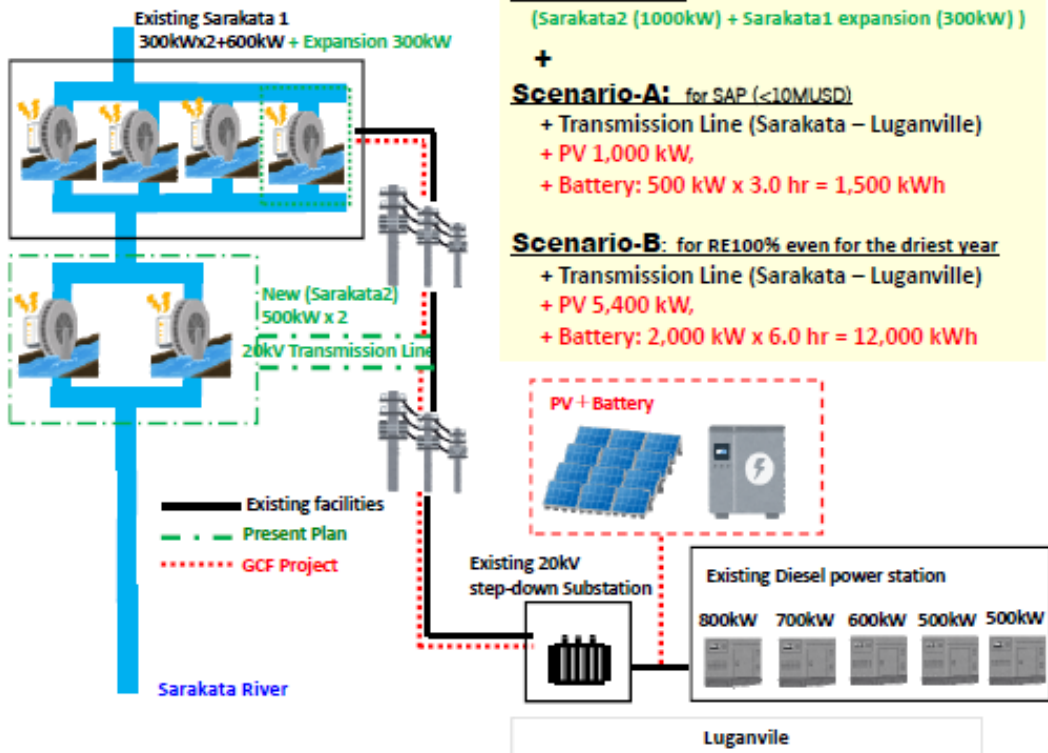 Existing Sarakata 1
300kWx2+600kW + Expansion 300kW
(Sarakata2 (1000kW) + Sarakata1 expansion (300kW) )
+
Scenario-A: for SAP (<10MUSD)
+ Transmission Line (Sarakata – Luganville)
+ PV 1,000 kW,
+ Battery: 500 kW x 3.0 hr = 1,500 kWh
Scenario-B: for RE100% even for the driest year
+ Transmission Line (Sarakata – Luganville)
+ PV 5,400 kW,
+ Battery: 2,000 kW x 6.0 hr = 12,000 kWh
New (Sarakata2)
500kW x 2
20kV Transmission Line
PV＋Battery
Existing facilities
Present Plan
GCF Project
Existing 20kV
step-down Substation
Existing Diesel power station
800kW 700kW 600kW 500kW 500kW
Sarakata River
Luganvile